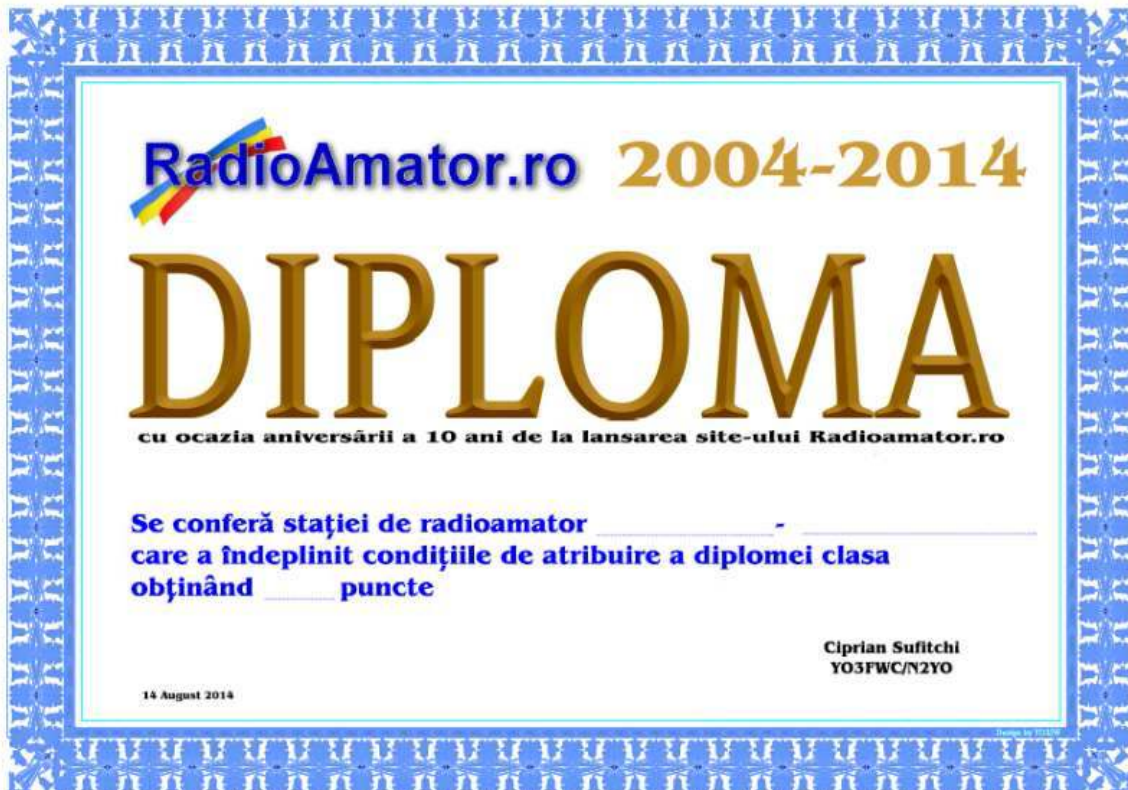 RadioAmator.ro 2004-2014
DIPLOMA
cu ocazia aniversării a 10 ani de la lansarea site-ului Radioamator.ro
Se conferă stației de radioamator - 
care a îndeplinit condițiile de atribuire a diplomei clasa
obținând puncte
Ciprian Sufitchi
YO3FWC/N2YO
14 August 2014
Design by